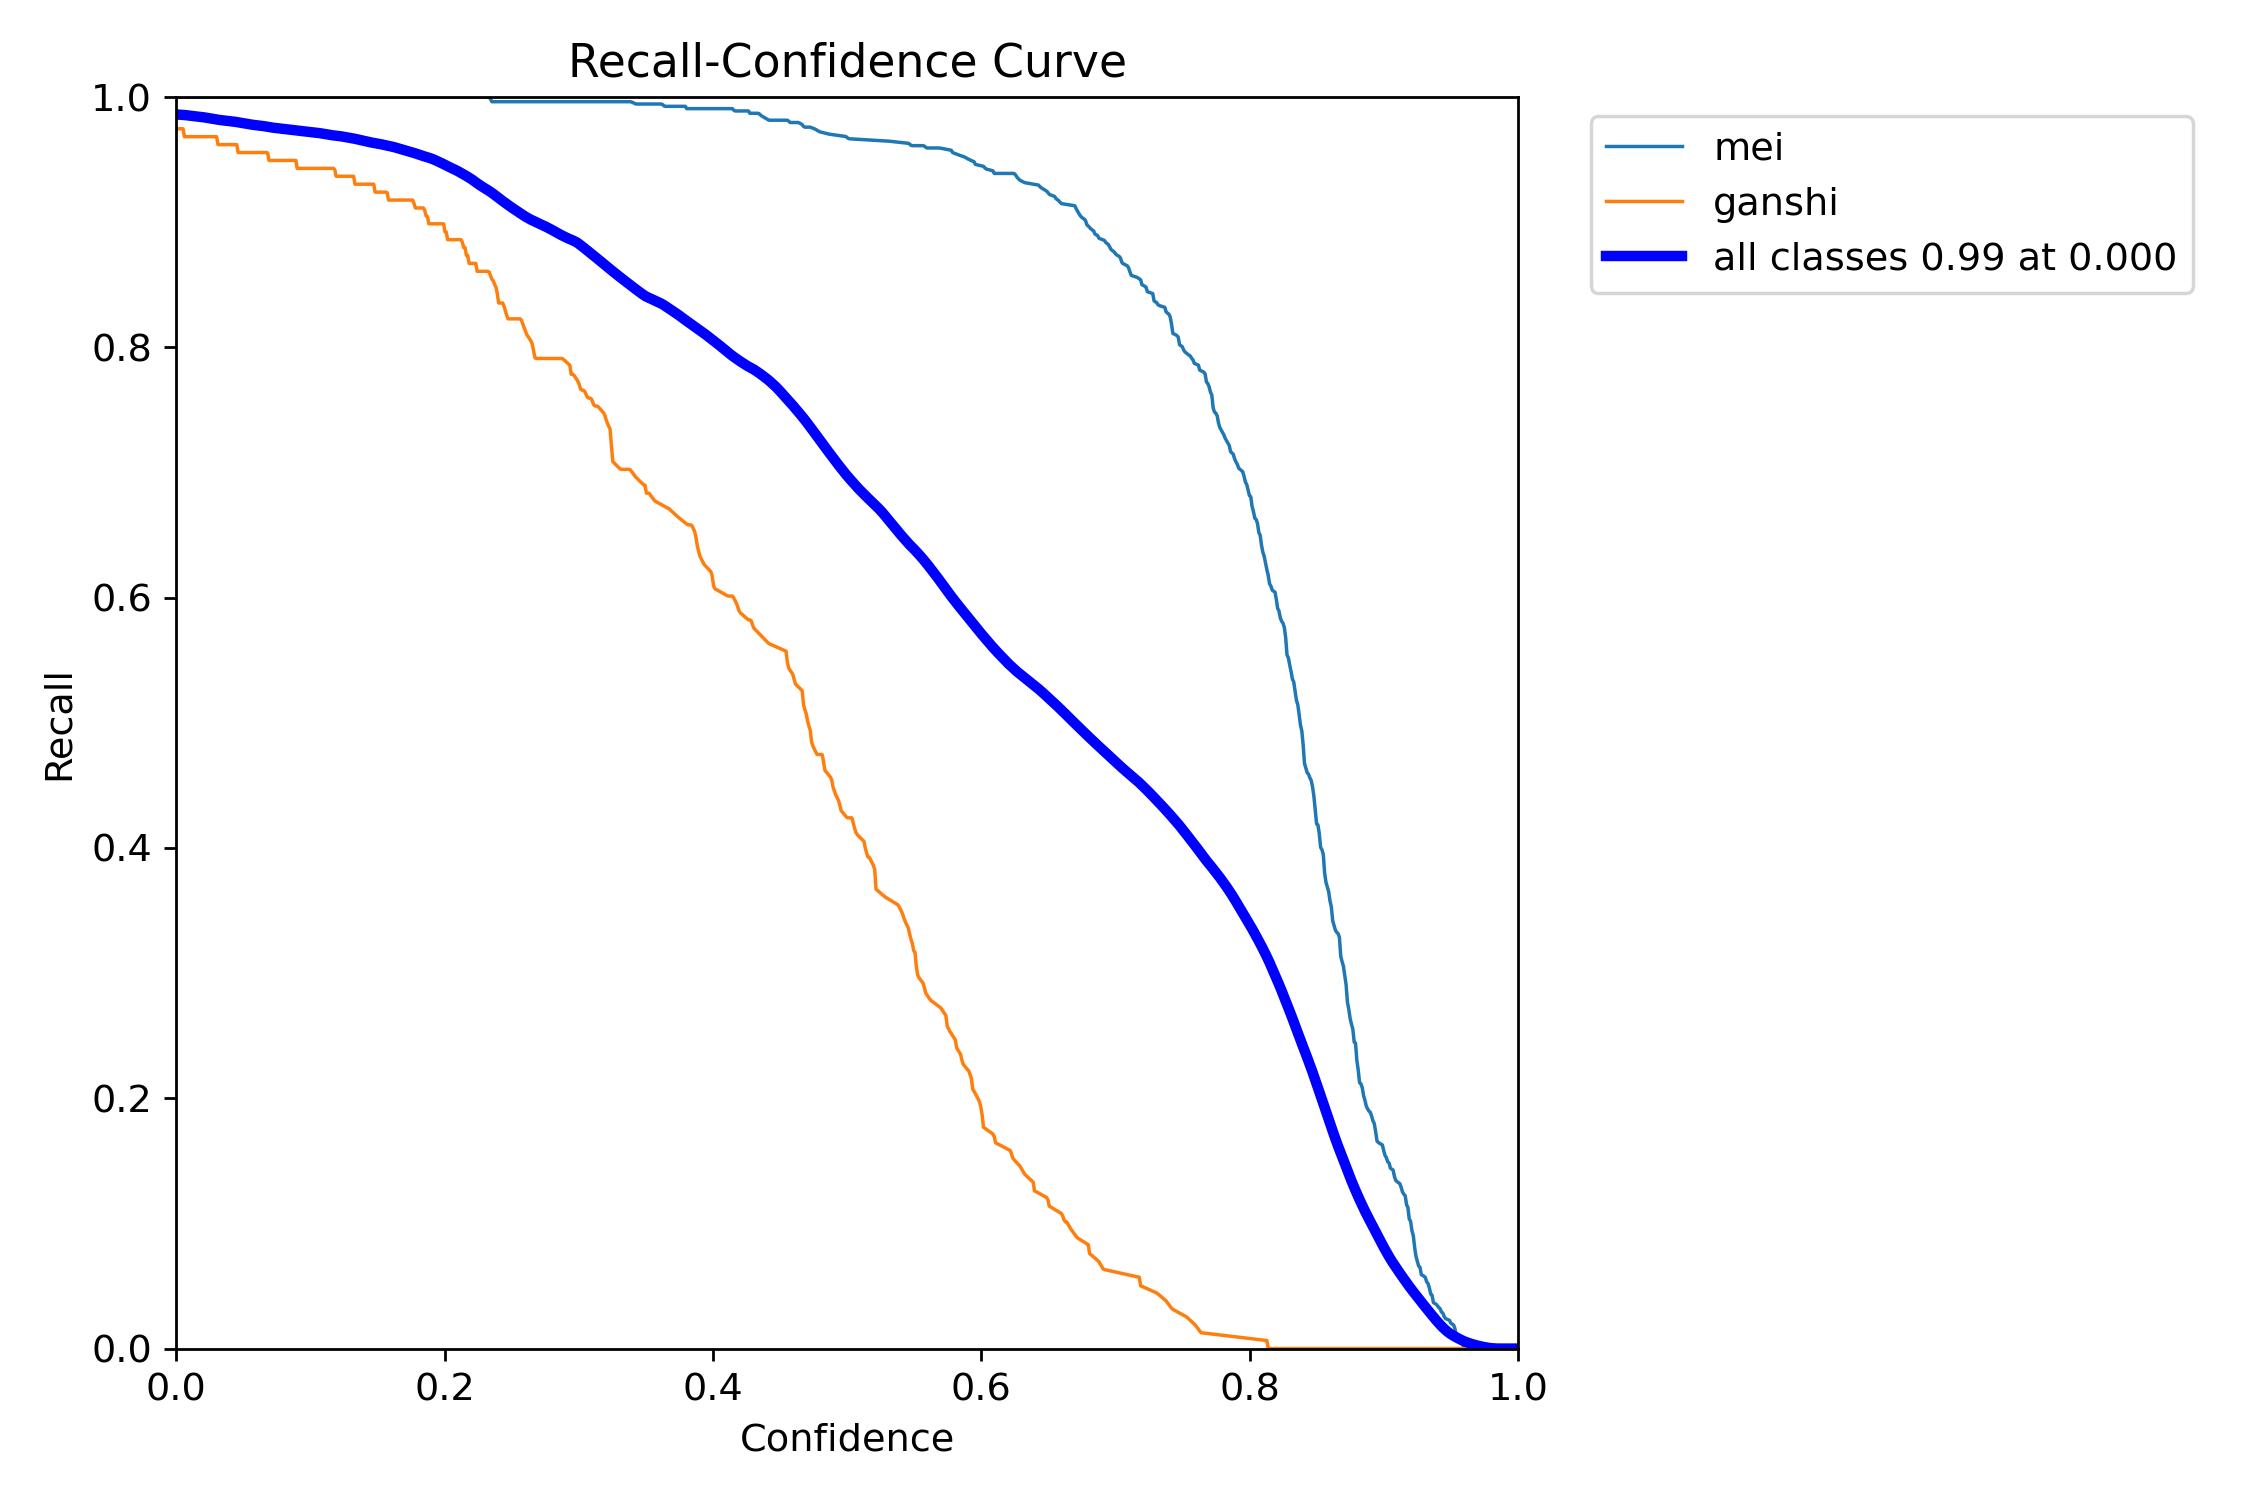 Recall-Confidence Curve
mei
ganshi
all classes 0.99 at 0.000
1.0
0.8
0.6
0.4
0.2
0.0
Recall
0.0 0.2 0.4 0.6 0.8 1.0
Confidence